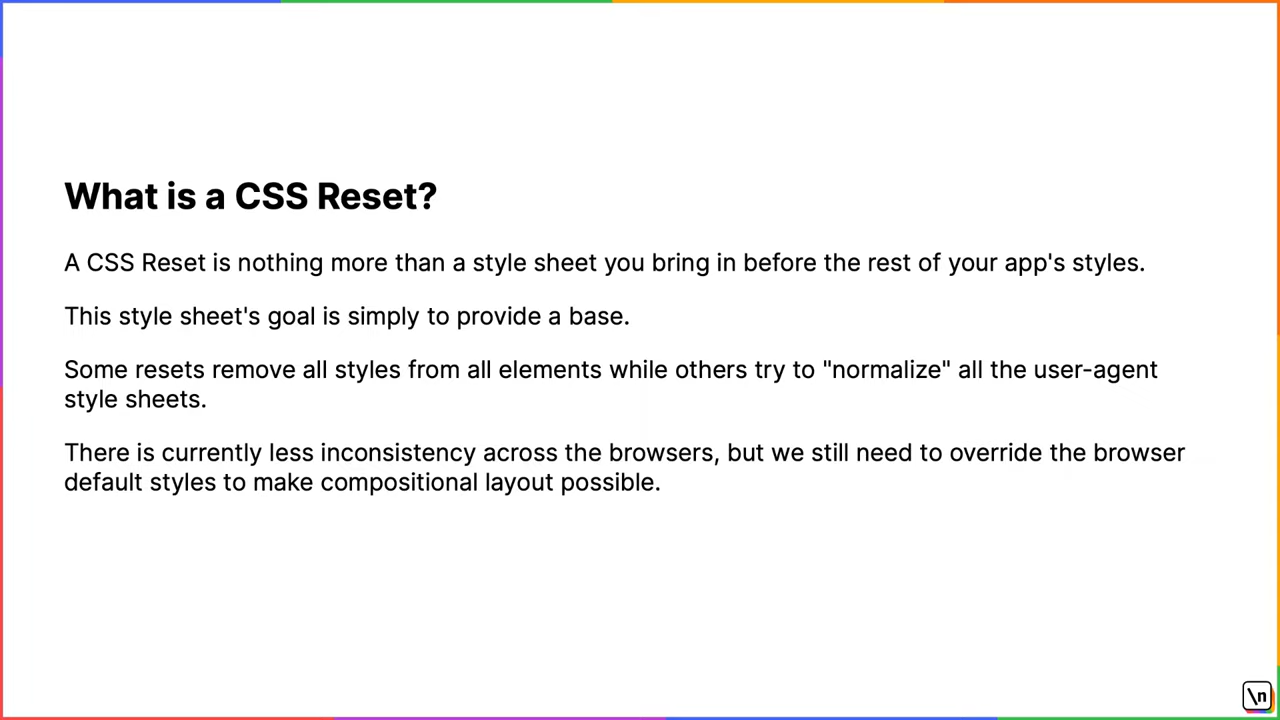 What is a CSS Reset?
A CSS Reset is nothing more than a style sheet you bring in before the rest of your app's styles.
This style sheet's goal is simply to provide a base.
Some resets remove all styles from all elements while others try to "normalize" all the user-agent
style sheets.
There is currently less inconsistency across the browsers, but we still need to override the browser
default styles to make compositional layout possible.
\n